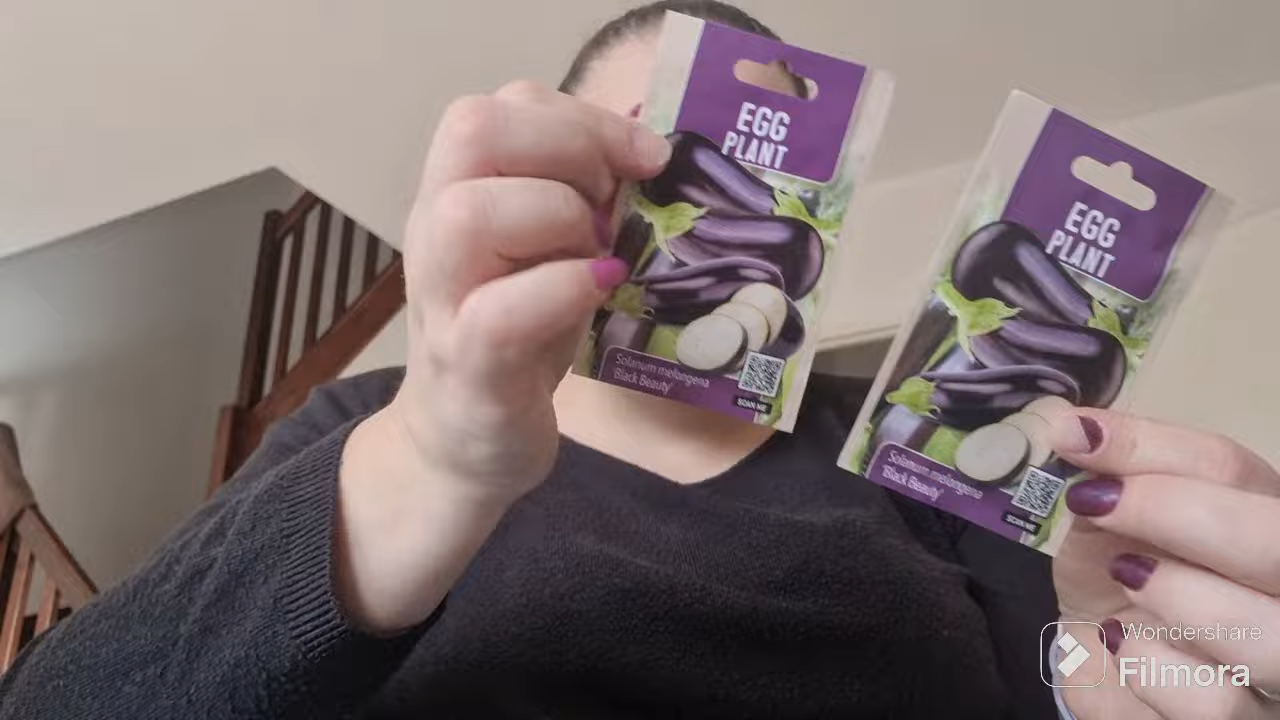 EGG
PLANT
Solanum melongena
'Black Beauty'
SCAN ME
EGG
PLANT
Solanum melongena
'Black Beauty'
SCAN ME
Wondershare
Filmora